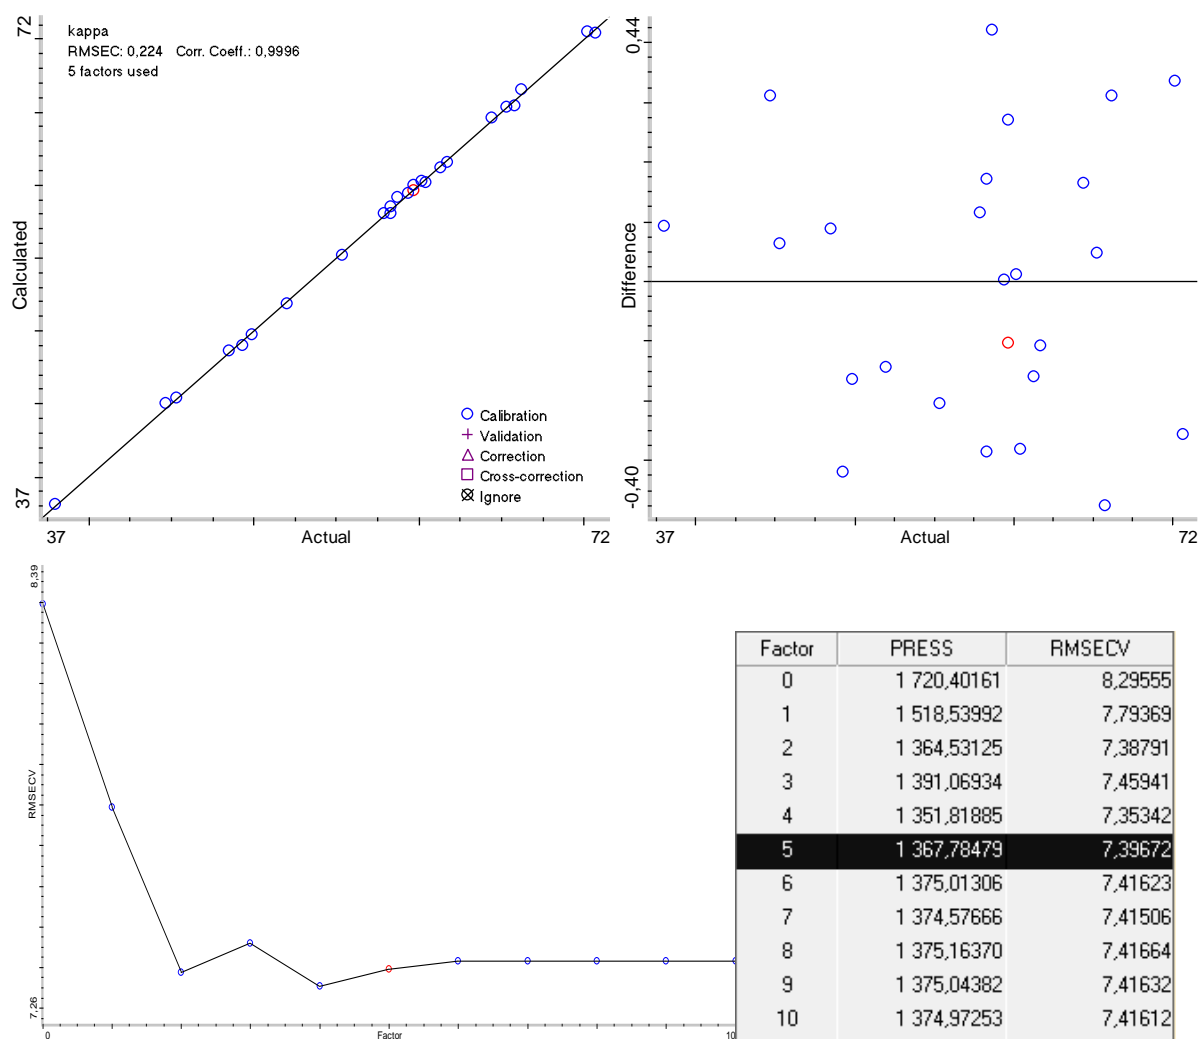 72
kappa
RMSEC: 0,224 Corr. Coeff.: 0,9996
5 factors used
Calculated
37
Calibration
Validation
Correction
Cross-correction
Ignore
37 Actual 72
0,44
Difference
-0,40
37 Actual 72
8,39
RMSECV
7,26
0 Factor 10
Factor PRESS RMSECV
0 1 720,40161 8,29555
1 1 518,53992 7,79369
2 1 364,53125 7,38791
3 1 391,06934 7,45941
4 1 351,81885 7,35342
5 1 367,78479 7,39672
6 1 375,01306 7,41623
7 1 374,57666 7,41506
8 1 375,16370 7,41664
9 1 375,04382 7,41632
10 1 374,97253 7,41612